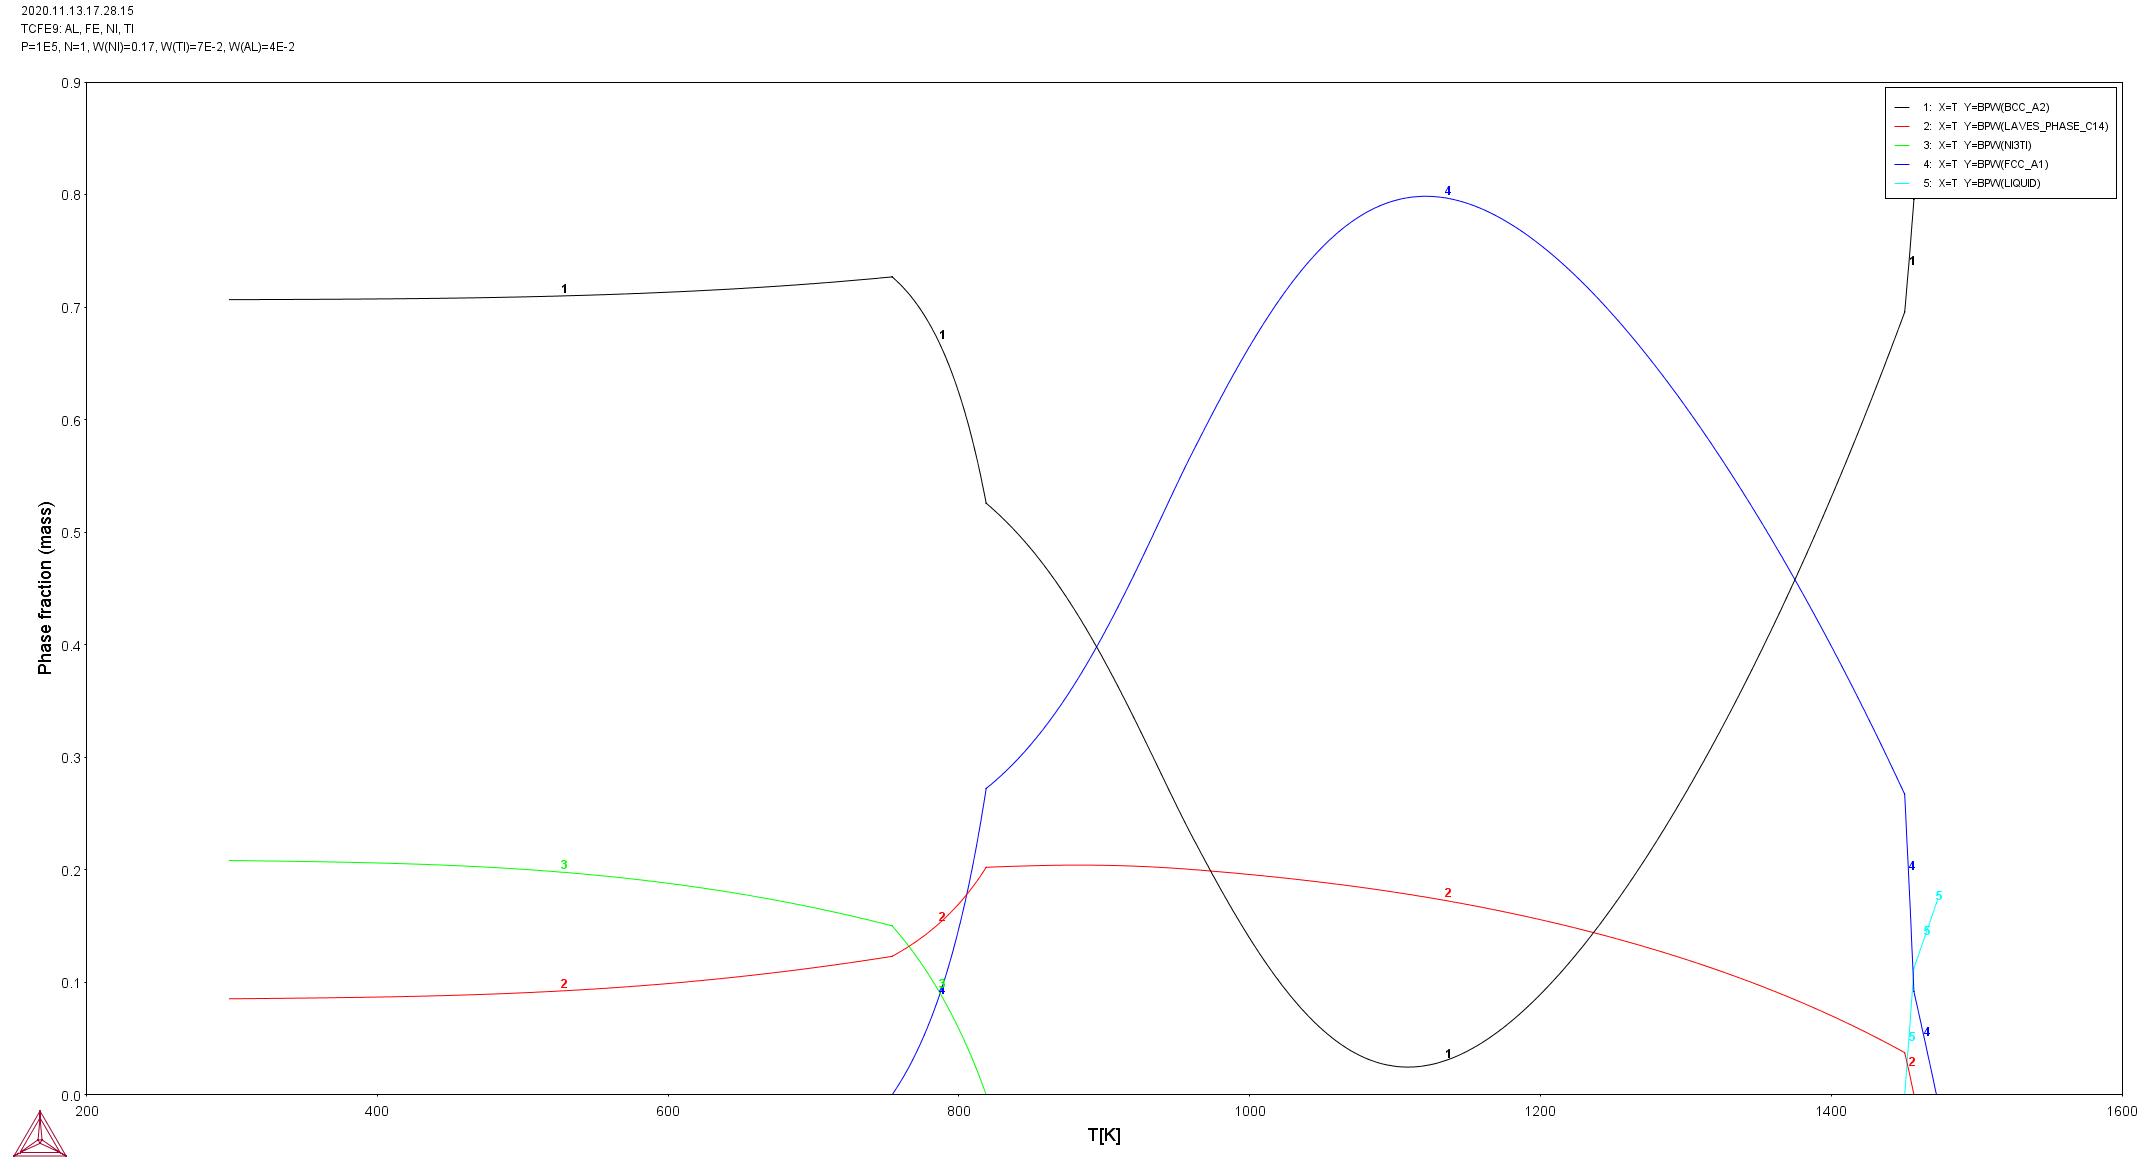 2020.11.13.17.28.15
TCFE9: AL, FE, NI, TI
P=1E5, N=1, W(NI)=0.17, W(TI)=7E-2, W(AL)=4E-2
0.9
0.8
0.7
0.6
0.5
0.4
0.3
0.2
0.1
0.0
Phase fraction (mass)
1: X=T Y=BPW(BCC_A2)
2: X=T Y=BPW(LAVES_PHASE_C14)
3: X=T Y=BPW(NI3TI)
4: X=T Y=BPW(FCC_A1)
5: X=T Y=BPW(LIQUID)
4
1
1
1
3
4
5
2
2
5
2
3
4
1
5
4
2
200 400 600 800 1000 1200 1400 1600
T[K]